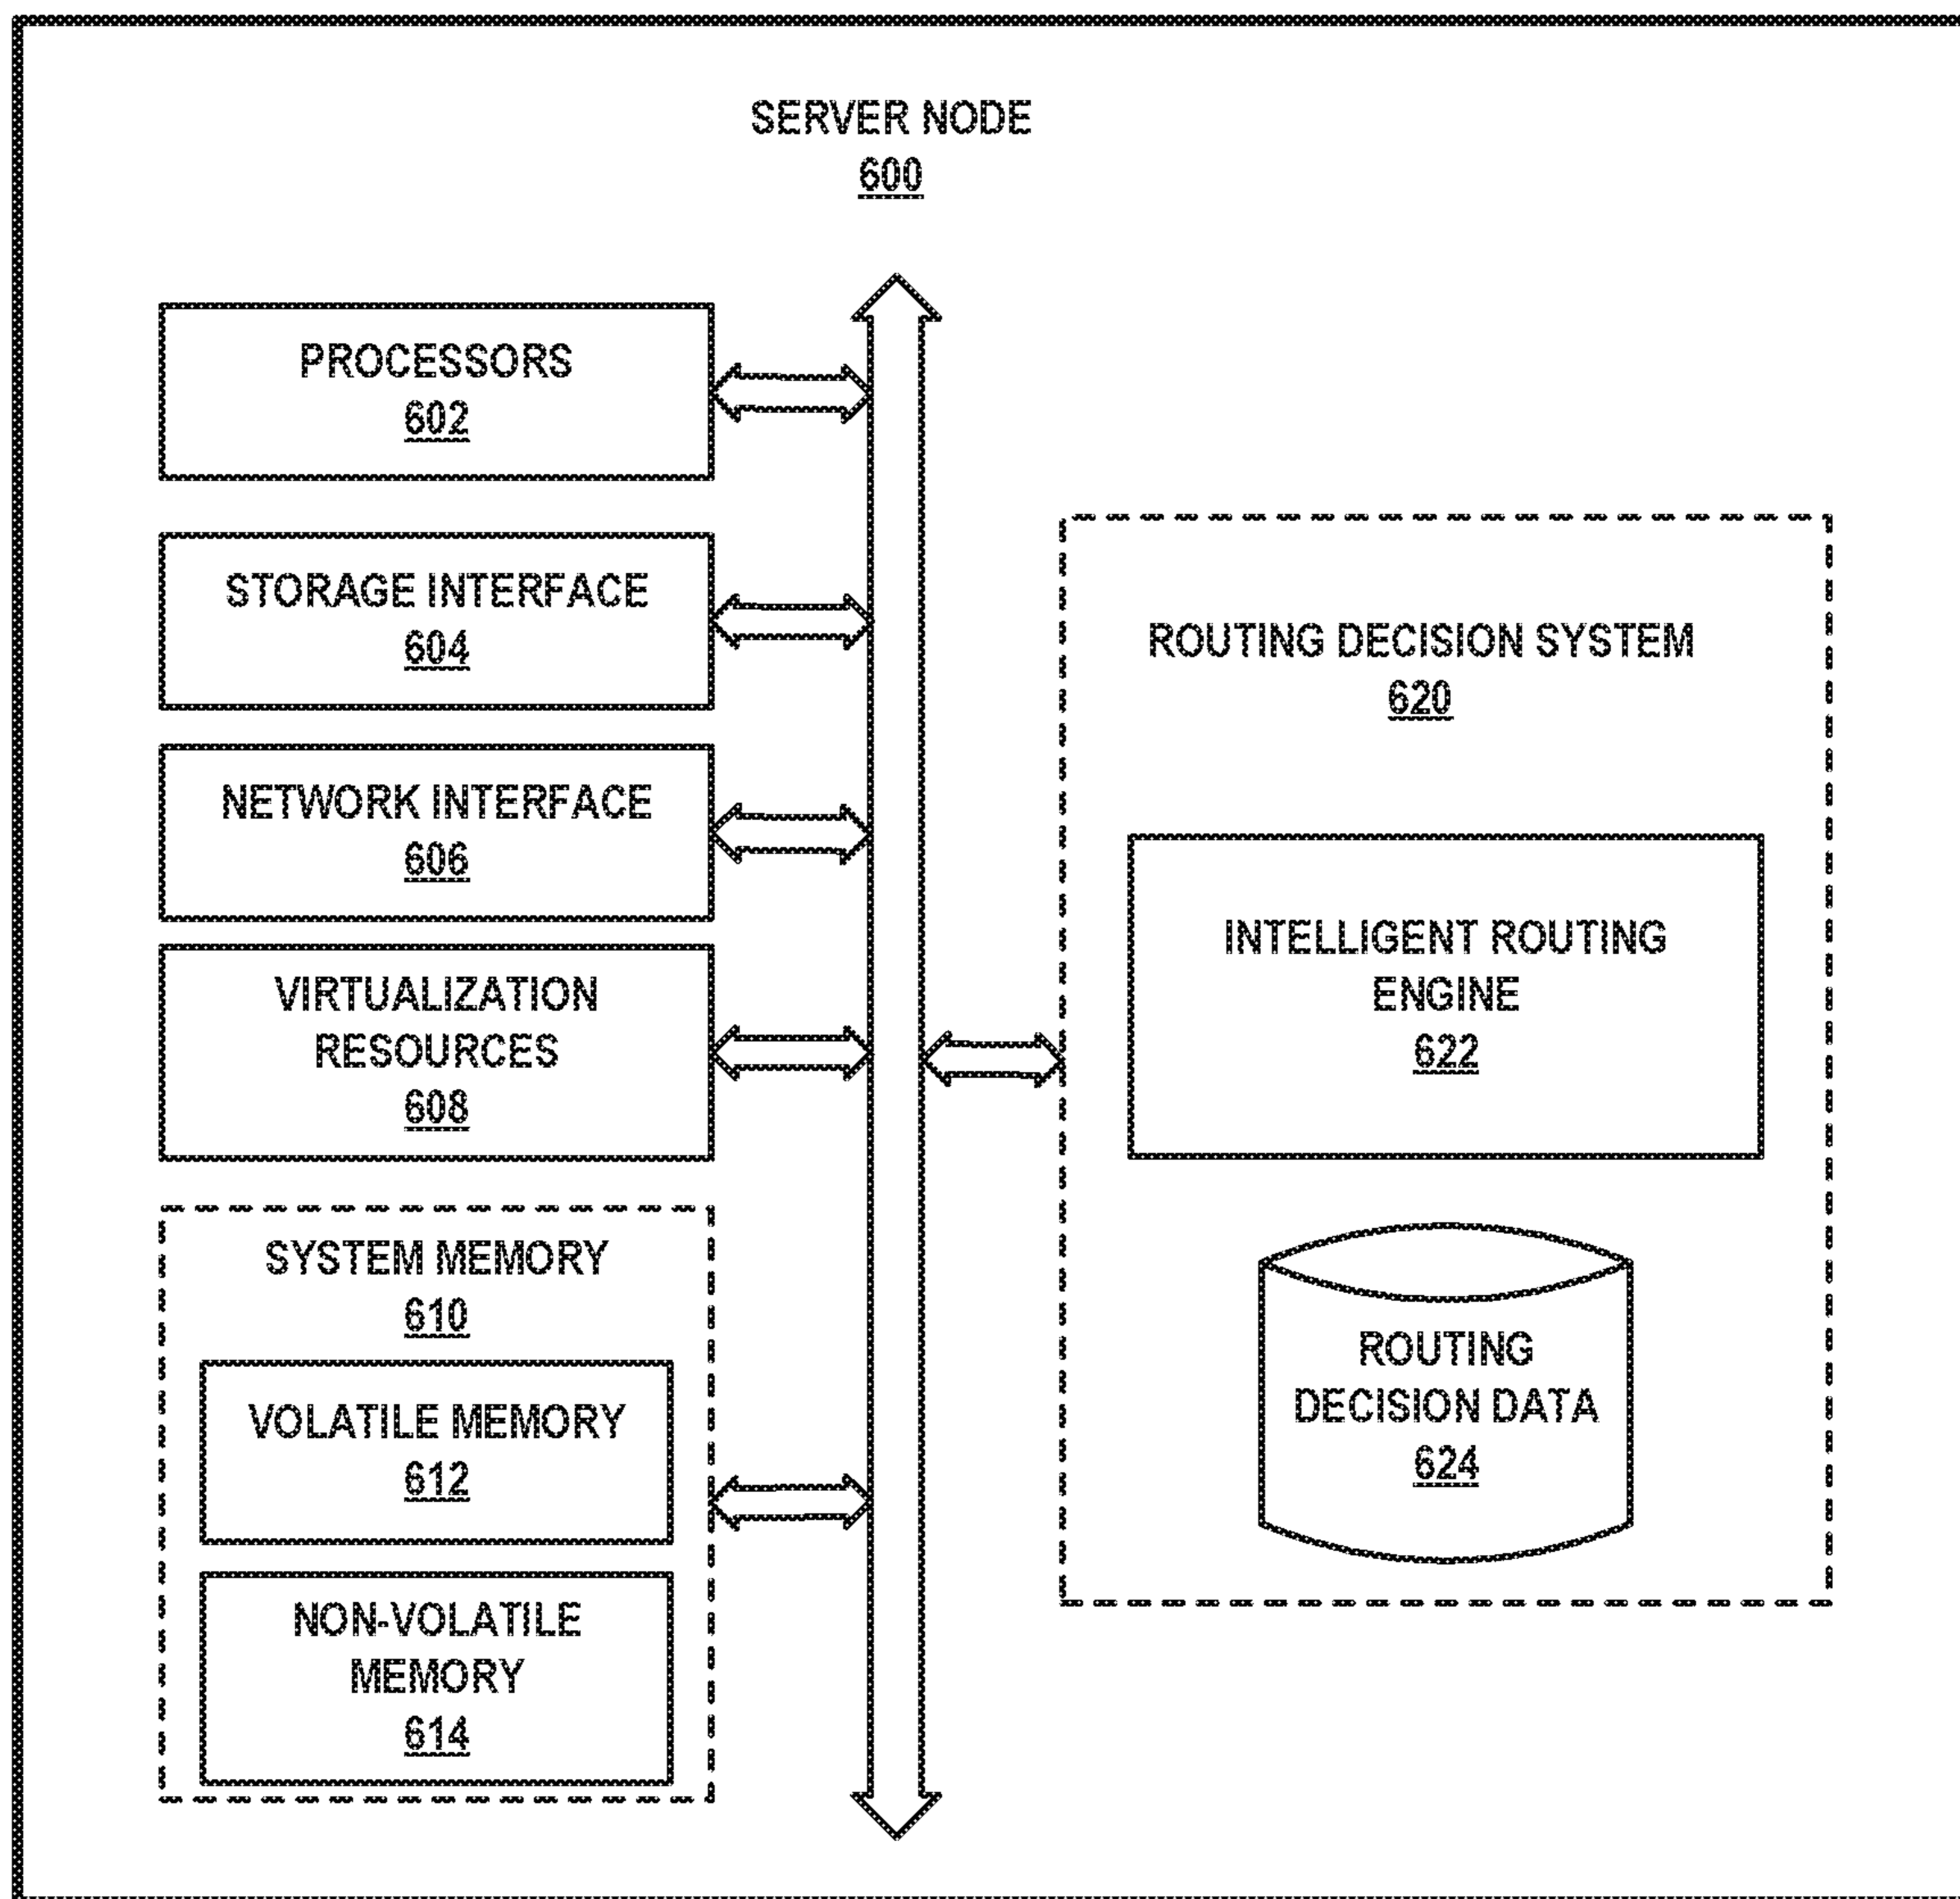 SERVER NODE
600
PROCESSORS
602
STORAGE INTERFACE
604
NETWORK INTERFACE
606
VIRTUALIZATION
RESOURCES
608
SYSTEM MEMORY
610
VOLATILE MEMORY
612
NON-VOLATILE
MEMORY
614
ROUTING DECISION SYSTEM
620
INTELLIGENT ROUTING
ENGINE
622
ROUTING
DECISION DATA
624